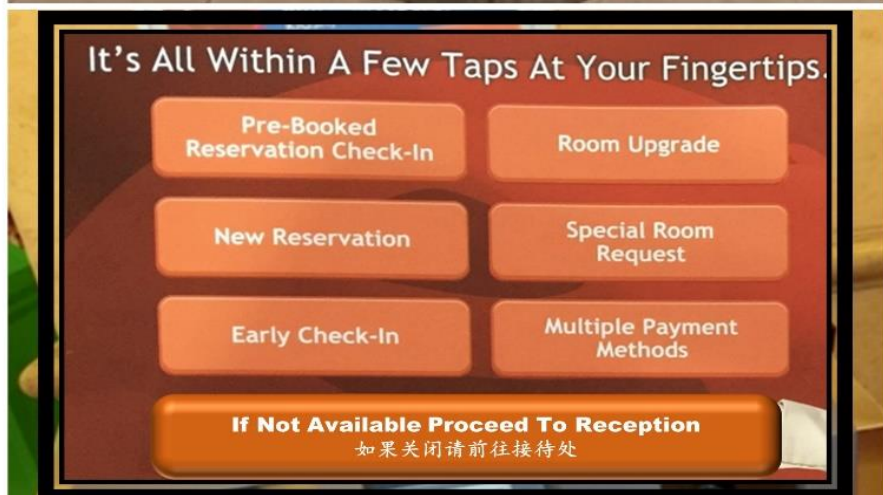 It's All Within A Few Taps At Your Fingertips.
Pre-Booked
Reservation Check-In
Room Upgrade
New Reservation
Special Room
Request
Early Check-In
Multiple Payment
Methods
If Not Available Proceed To Reception
如果关闭请前往接待处